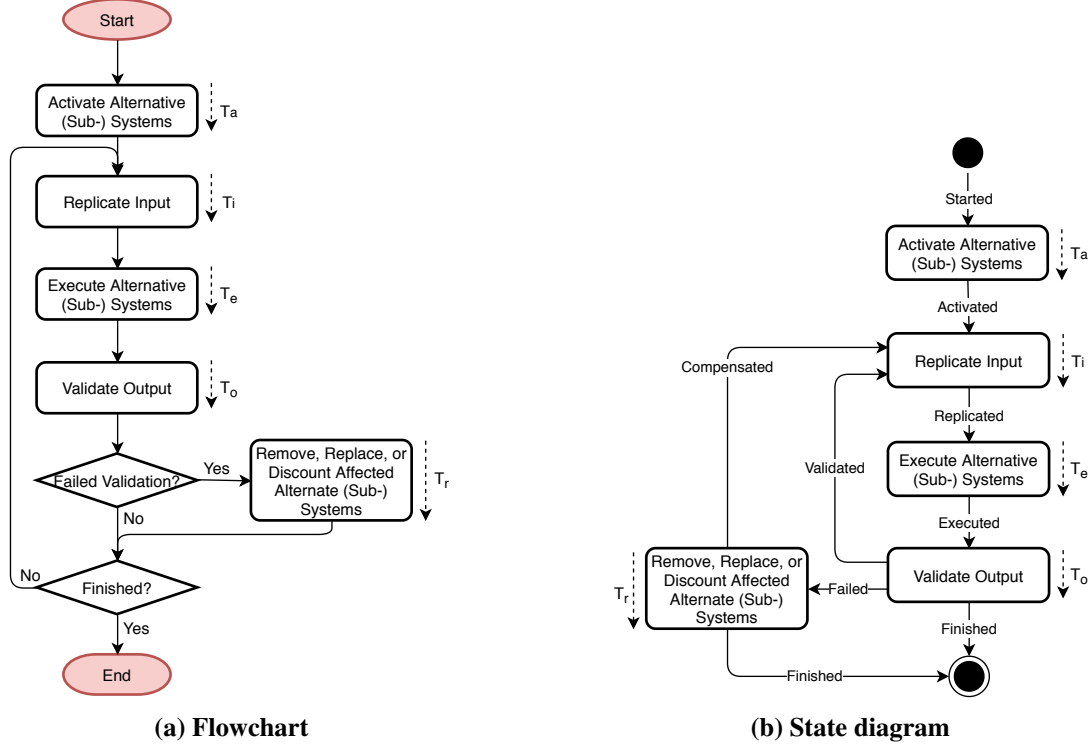 Start
Activate Alternative
(Sub-) Systems
Ta
Replicate Input
Ti
Execute Alternative
(Sub-) Systems
Te
Validate Output
To
Failed Validation?
Yes
No
Remove, Replace, or
Discount Affected
Alternate (Sub-)
Systems
Tr
Finished?
No
Yes
End
(a) Flowchart
Started
Activate Alternative
(Sub-) Systems
Ta
Activated
Replicate Input
Ti
Compensated
Replicated
Validated
Execute Alternative
(Sub-) Systems
Te
Executed
Validate Output
To
Failed
Remove, Replace, or
Discount Affected
Alternate (Sub-)
Systems
Tr
Finished
Finished
(b) State diagram